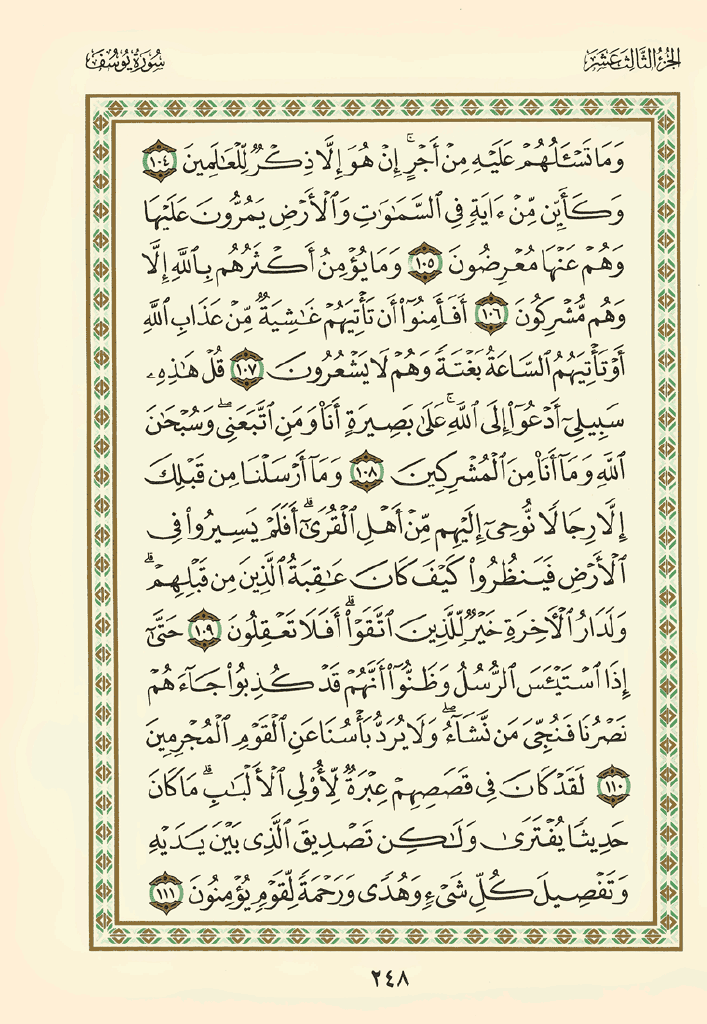 الجزء الثالث عشر
سورة يوسف
وَمَا تَسْـَٔلُهُمْ عَلَيْهِ مِنْ أَجْرٍ ۚ إِنْ هُوَ إِلَّا ذِكْرٌ لِّلْعَـٰلَمِينَ ١٠٤
وَكَأَيِّن مِّنْ ءَايَةٍ فِى ٱلسَّمَـٰوَٰتِ وَٱلْأَرْضِ يَمُرُّونَ عَلَيْهَا
وَهُمْ عَنْهَا مُعْرِضُونَ ١٠٥ وَمَا يُؤْمِنُ أَكْثَرُهُم بِٱللَّهِ إِلَّا
وَهُم مُّشْرِكُونَ ١٠٦ أَفَأَمِنُوٓا۟ أَن تَأْتِيَهُمْ غَـٰشِيَةٌ مِّنْ عَذَابِ ٱللَّهِ
أَوْ تَأْتِيَهُمُ ٱلسَّاعَةُ بَغْتَةً وَهُمْ لَا يَشْعُرُونَ ١٠٧ قُلْ هَـٰذِهِۦ
سَبِيلِىٓ أَدْعُوٓا۟ إِلَى ٱللَّهِ ۚ عَلَىٰ بَصِيرَةٍ أَنَا۠ وَمَنِ ٱتَّبَعَنِى ۖ وَسُبْحَـٰنَ
ٱللَّهِ وَمَآ أَنَا۠ مِنَ ٱلْمُشْرِكِينَ ١٠٨ وَمَآ أَرْسَلْنَا مِن قَبْلِكَ
إِلَّا رِجَالًا نُّوحِىٓ إِلَيْهِم مِّنْ أَهْلِ ٱلْقُرَىٰٓ ۗ أَفَلَمْ يَسِيرُوا۟ فِى
ٱلْأَرْضِ فَيَنظُرُوا۟ كَيْفَ كَانَ عَـٰقِبَةُ ٱلَّذِينَ مِن قَبْلِهِمْ ۗ
وَلَدَارُ ٱلْـَٔاخِرَةِ خَيْرٌ لِّلَّذِينَ ٱتَّقَوْا۟ ۗ أَفَلَا تَعْقِلُونَ ١٠٩ حَتَّىٰٓ
إِذَا ٱسْتَيْـَٔسَ ٱلرُّسُلُ وَظَنُّوٓا۟ أَنَّهُمْ قَدْ كُذِبُوا۟ جَآءَهُمْ
نَصْرُنَا فَنُجِّىَ مَن نَّشَآءُ ۖ وَلَا يُرَدُّ بَأْسُنَا عَنِ ٱلْقَوْمِ ٱلْمُجْرِمِينَ
١١٠ لَقَدْ كَانَ فِى قَصَصِهِمْ عِبْرَةٌ لِّأُو۟لِى ٱلْأَلْبَـٰبِ ۗ مَا كَانَ
حَدِيثًا يُفْتَرَىٰ وَلَـٰكِن تَصْدِيقَ ٱلَّذِى بَيْنَ يَدَيْهِ
وَتَفْصِيلَ كُلِّ شَىْءٍ وَهُدًى وَرَحْمَةً لِّقَوْمٍ يُؤْمِنُونَ ١١١
٢٤٨